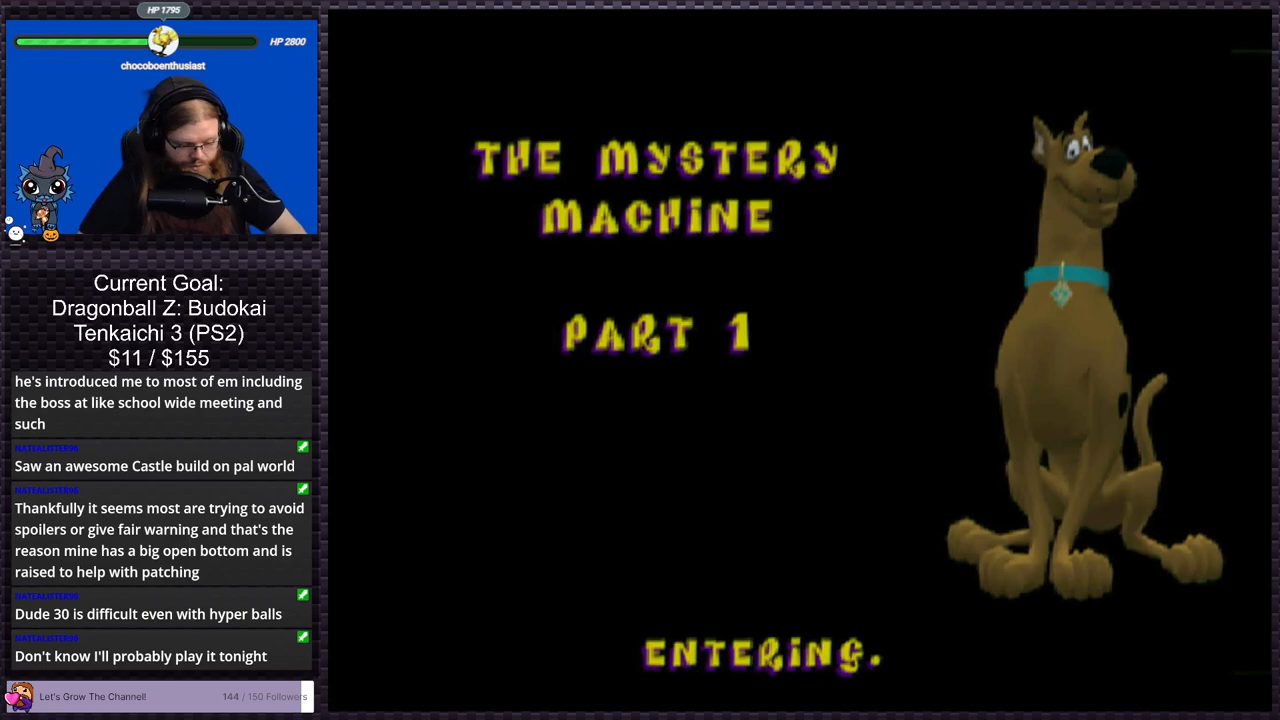 HP 1795
HP 2800
chocoboenthusiast
Current Goal:
Dragonball Z: Budokai
Tenkaichi 3 (PS2)
$11 / $155
he's introduced me to most of em including
the boss at like school wide meeting and
such
NATEALISTER96
Saw an awesome Castle build on pal world
NATEALISTER96
Thankfully it seems most are trying to avoid
spoilers or give fair warning and that's the
reason mine has a big open bottom and is
raised to help with patching
NATEALISTER96
Dude 30 is difficult even with hyper balls
NATEALISTER96
Don't know I'll probably play it tonight
Let's Grow The Channel!
144 / 150 Followers
THE MYSTERY
MACHiNE
PART 1
ENTERiNG.